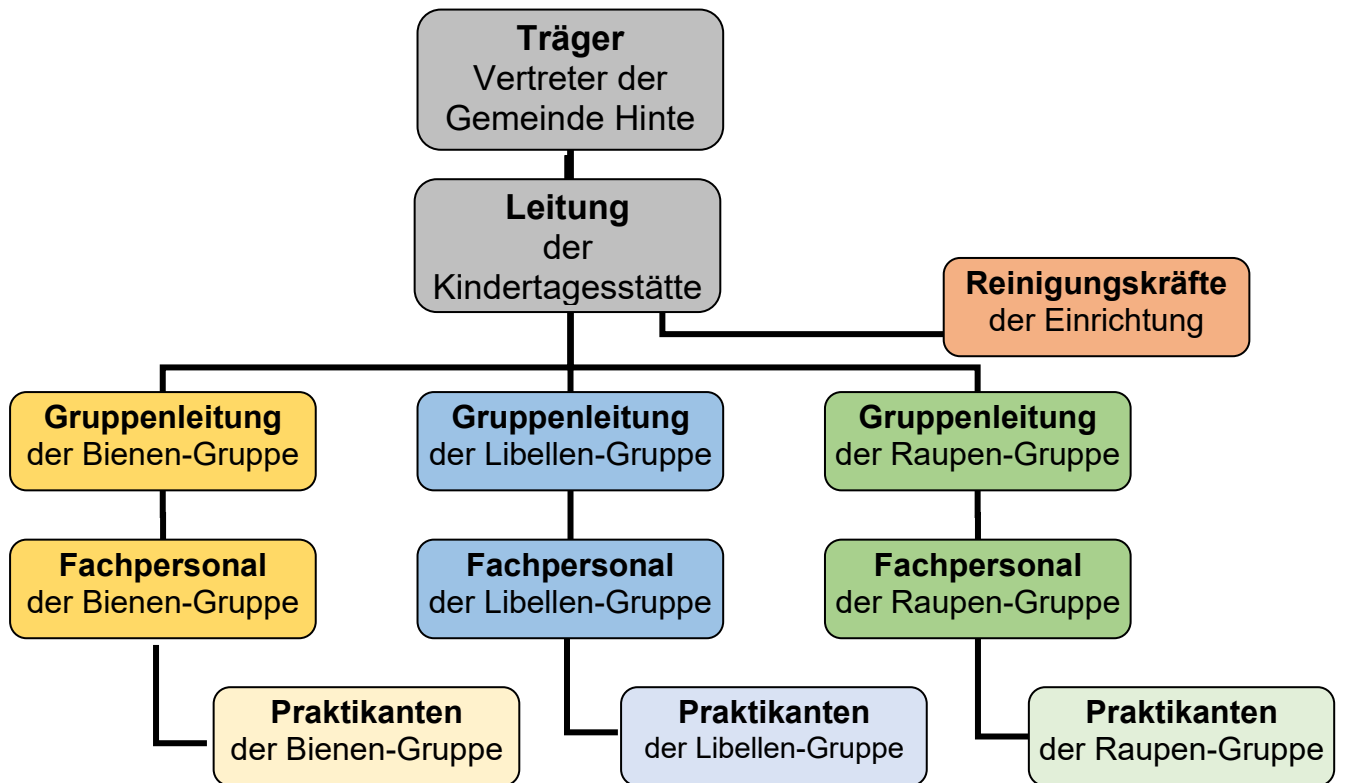 Träger
Vertreter der
Gemeinde Hinte
Leitung
der
Kindertagesstätte
Reinigungskräfte
der Einrichtung
Gruppenleitung
der Bienen-Gruppe
Gruppenleitung
der Libellen-Gruppe
Gruppenleitung
der Raupen-Gruppe
Fachpersonal
der Bienen-Gruppe
Fachpersonal
der Libellen-Gruppe
Fachpersonal
der Raupen-Gruppe
Praktikanten
der Bienen-Gruppe
Praktikanten
der Libellen-Gruppe
Praktikanten
der Raupen-Gruppe